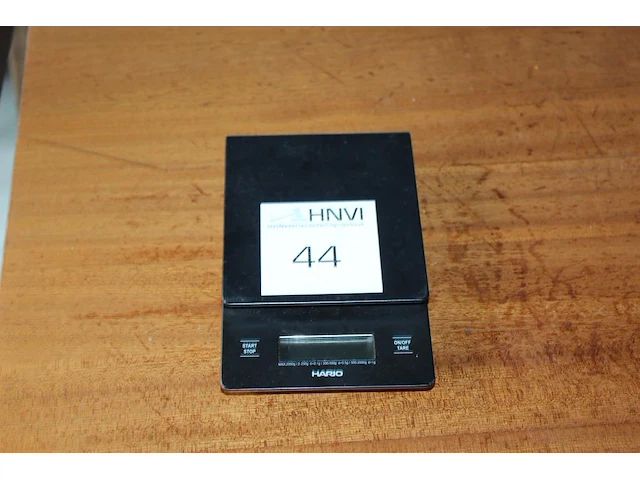 HNVI
44
START
STOP
ON/OFF
TARE
HARIO